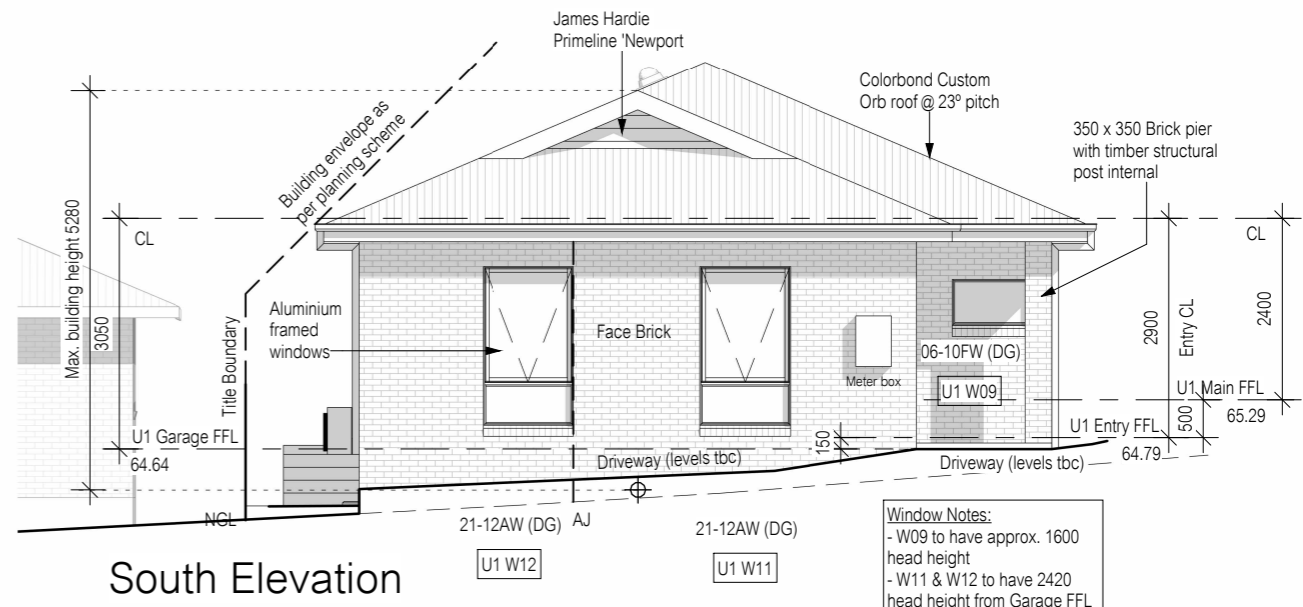 James Hardie
Primeline 'Newport
Colorbond Custom
Orb roof @ 23º pitch
350 x 350 Brick pier
with timber structural
post internal
Building envelope as
per planning scheme
Max. building height 5280
3050
CL
CL
Title Boundary
Aluminium
framed
windows
Face Brick
Meter box
06-10FW (DG)
U1 W09
2900
Entry CL
2400
U1 Main FFL
65.29
500
U1 Entry FFL
64.79
U1 Garage FFL
64.64
150
Driveway (levels tbc)
Driveway (levels tbc)
NGL
21-12AW (DG)
AJ
21-12AW (DG)
U1 W12
U1 W11
South Elevation
Window Notes:
- W09 to have approx. 1600
head height
- W11 & W12 to have 2420
head height from Garage FFL